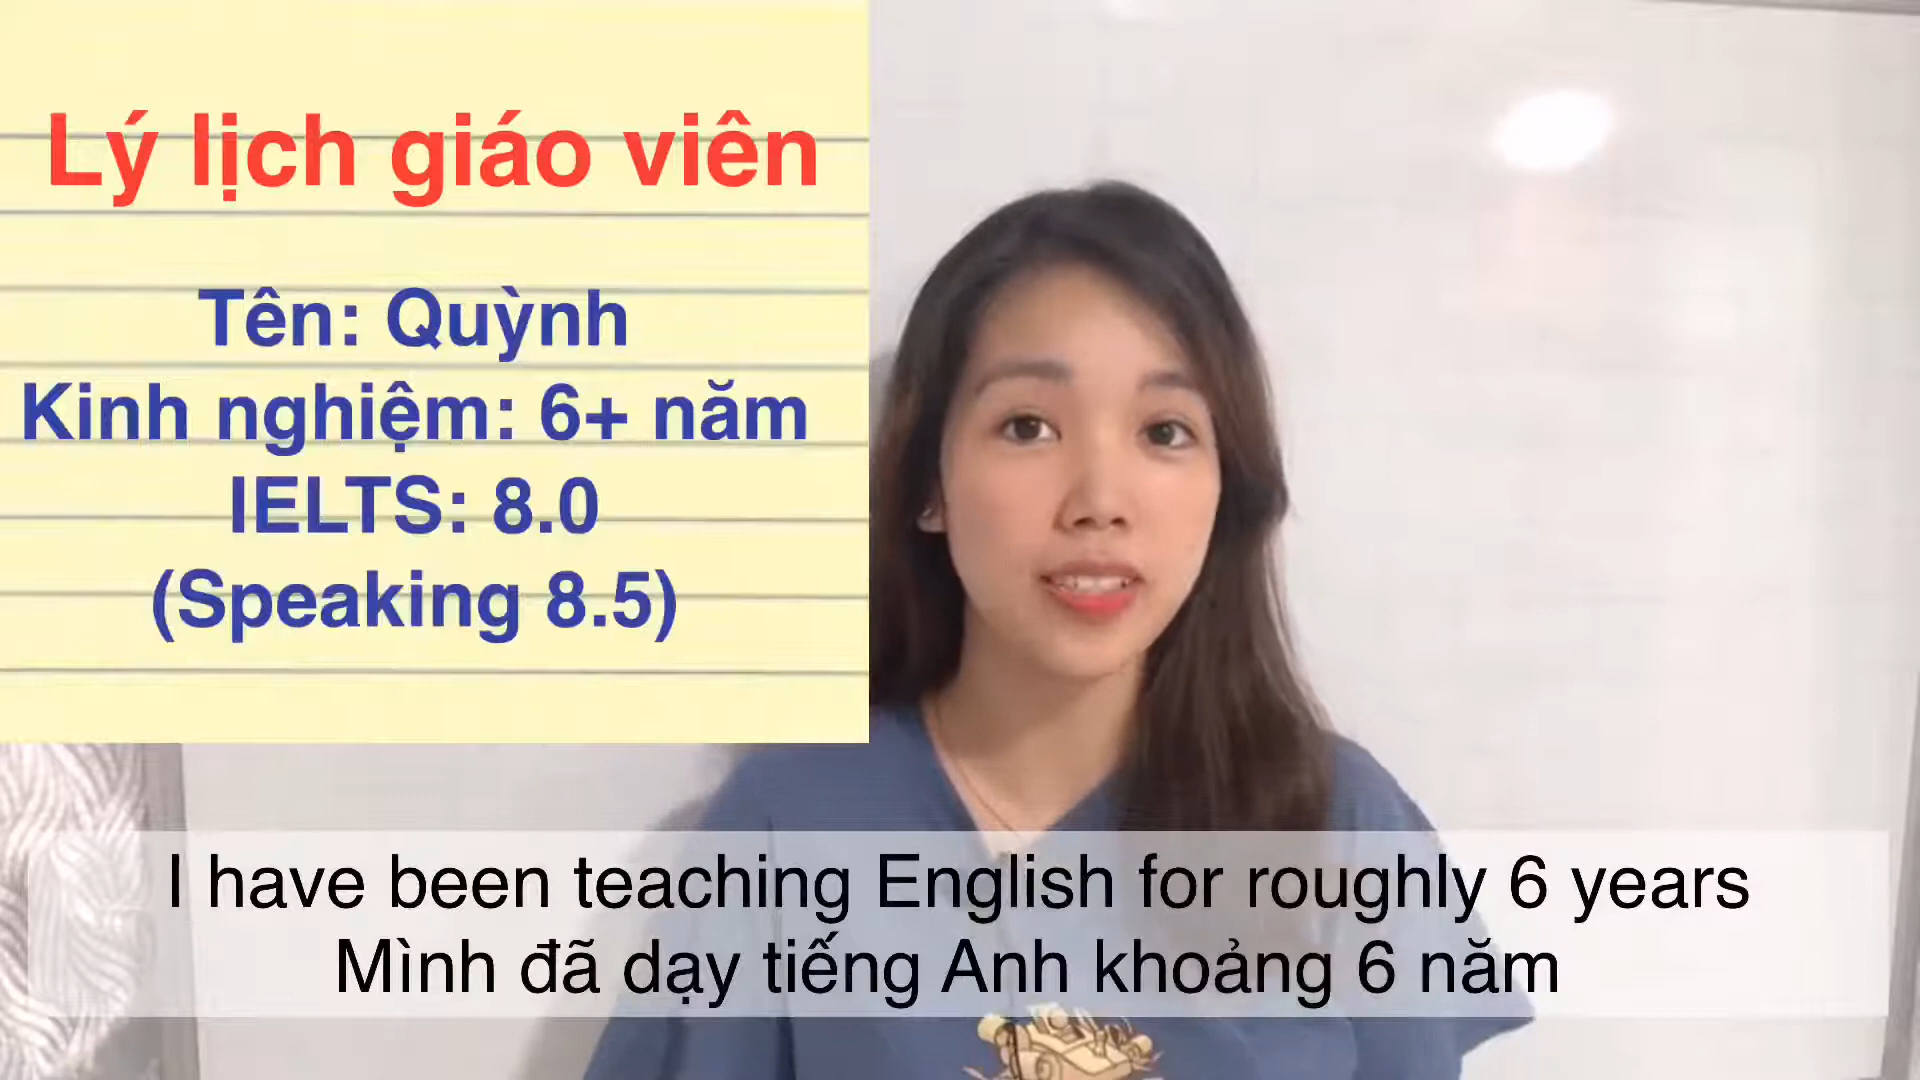 Lý lịch giáo viên
Tên: Quỳnh
Kinh nghiệm: 6+ năm
IELTS: 8.0
(Speaking 8.5)
I have been teaching English for roughly 6 years
Mình đã dạy tiếng Anh khoảng 6 năm